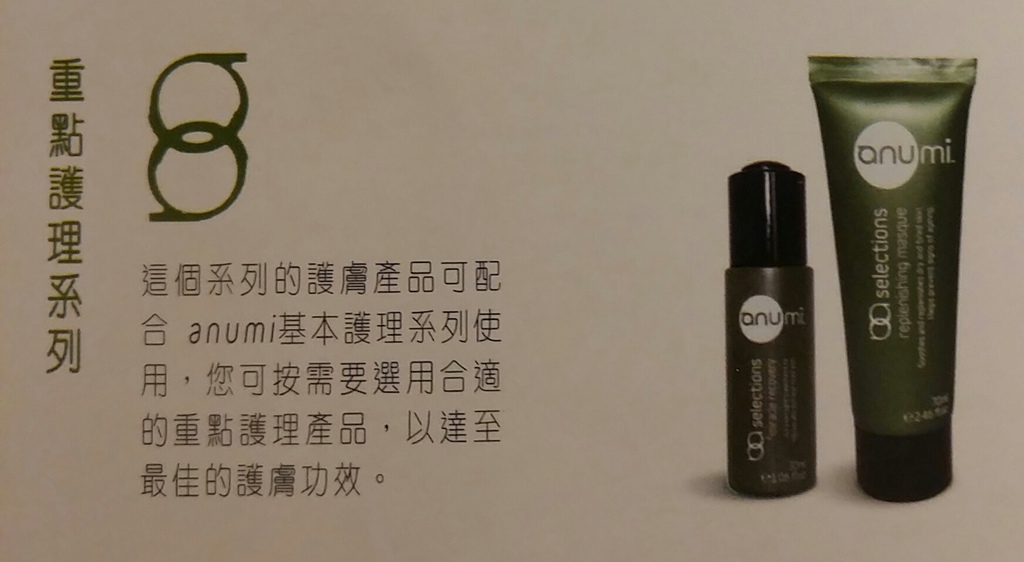 重點護理系列
這個系列的護膚產品可配
合 anumi基本護理系列使
用，您可按需要選用合適
的重點護理產品，以達至
最佳的護膚功效。
anumi.
selections
anumi.
selections
replenishing masque